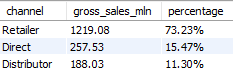 channel gross_sales_mln percentage
Retailer 1219.08 73.23%
Direct 257.53 15.47%
Distributor 188.03 11.30%